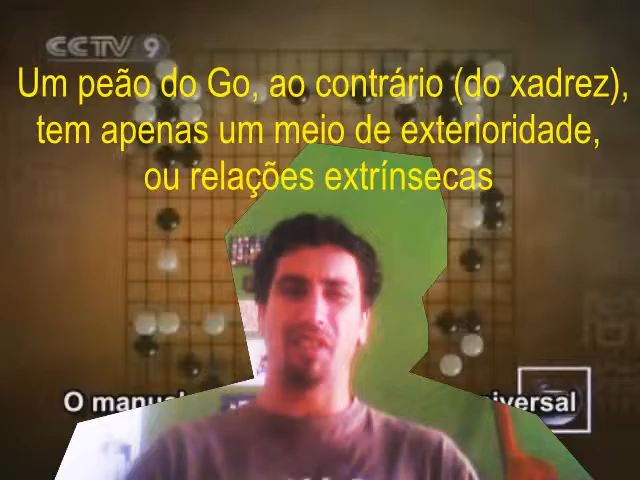 CCTV 9
Um peão do Go, ao contrário (do xadrez),
tem apenas um meio de exterioridade,
ou relações extrínsecas
O manual